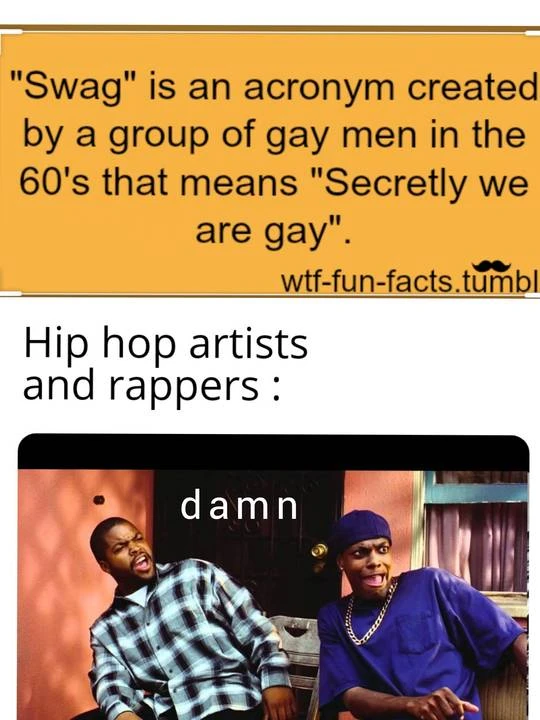 "Swag" is an acronym created
by a group of gay men in the
60's that means "Secretly we
are gay".
wtf-fun-facts.tumbl
Hip hop artists
and rappers :
damn